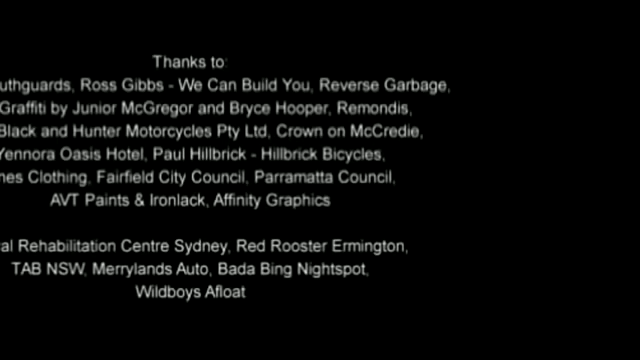 Thanks to:
uthguards, Ross Gibbs - We Can Build You, Reverse Garbage,
Graffiti by Junior McGregor and Bryce Hooper, Remondis,
Black and Hunter Motorcycles Pty Ltd, Crown on McCredie,
Yennora Oasis Hotel, Paul Hillbrick - Hillbrick Bicycles,
nes Clothing, Fairfield City Council, Parramatta Council,
AVT Paints & Ironlack, Affinity Graphics
al Rehabilitation Centre Sydney, Red Rooster Ermington,
TAB NSW, Merrylands Auto, Bada Bing Nightspot,
Wildboys Afloat